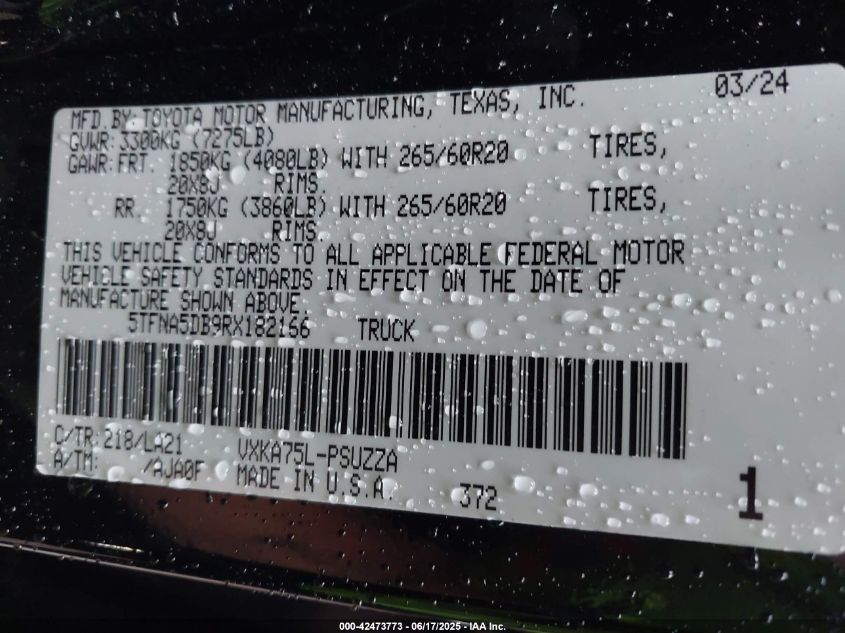 MFD.BY: TOYOTA MOTOR MANUFACTURING, TEXAS, INC. 03/24
GVWR: 3300KG (7275LB)
GAWR: FRT. 1850KG (4080LB) WITH 265/60R20 TIRES,
20X8J RIMS.
RR. 1750KG (3860LB) WITH 265/60R20 TIRES,
20X8J RIMS.
THIS VEHICLE CONFORMS TO ALL APPLICABLE FEDERAL MOTOR
VEHICLE SAFETY STANDARDS IN EFFECT ON THE DATE OF
MANUFACTURE SHOWN ABOVE.
5TFNA5DB9RX182166 TRUCK
C/TR: 218/LA21 VXKA75L-PSUZZA
A/TM: /AJA0F MADE IN U.S.A. 372 1
000-42473773 - 06/17/2025 - IAA Inc.